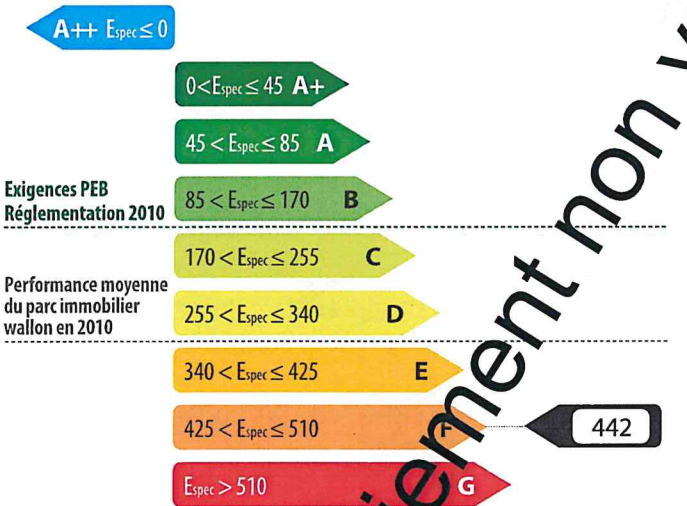 A++ Espec ≤ 0
0<Espec ≤ 45 A+
45 < Espec ≤ 85 A
Exigences PEB
Réglementation 2010
85 < Espec ≤ 170 B
170 < Espec ≤ 255 C
Performance moyenne
du parc immobilier
wallon en 2010
255 < Espec ≤ 340 D
340 < Espec ≤ 425 E
425 < Espec ≤ 510 F
442
Espec > 510 G
non